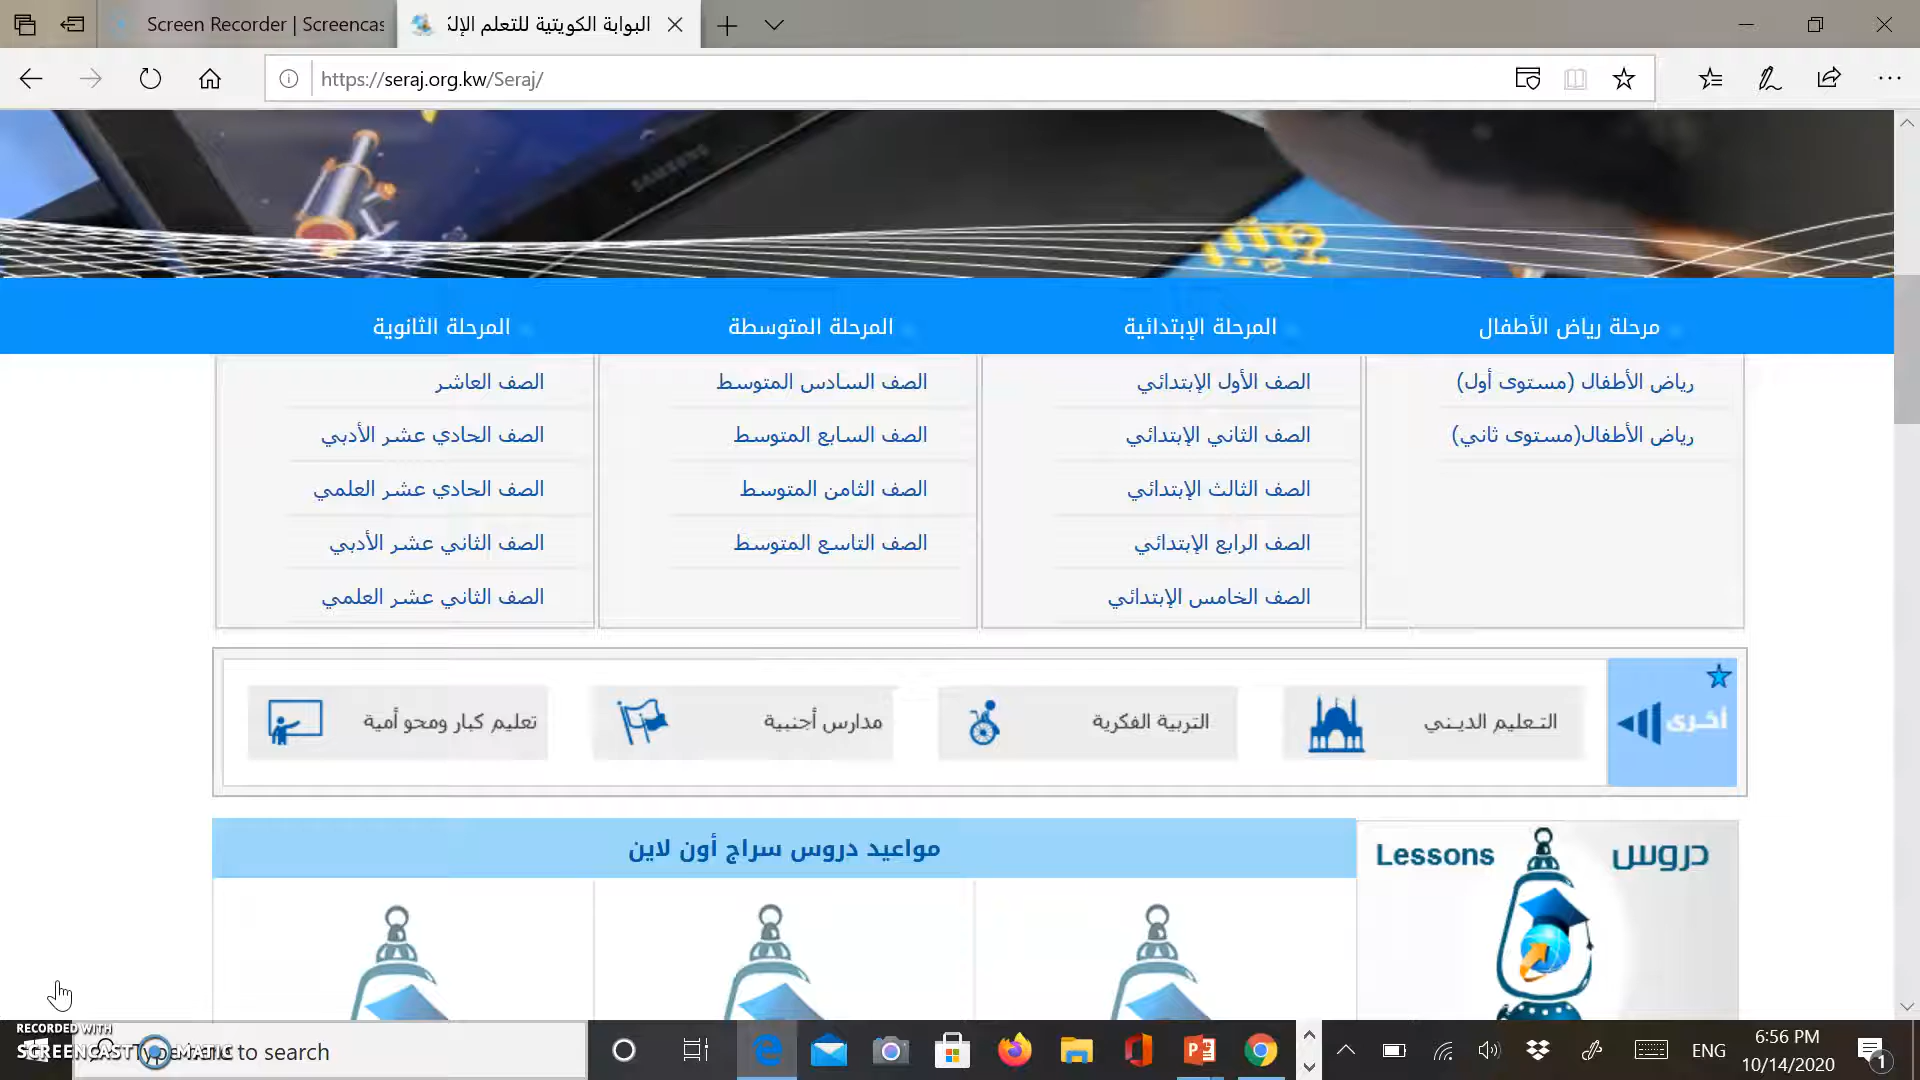 Screen Recorder | Screencas
البوابة الكويتية للتعلم الإلك
https://seraj.org.kw/Seraj/
SAMSUNG
مرحلة رياض الأطفال
المرحلة الإبتدائية
المرحلة المتوسطة
المرحلة الثانوية
رياض الأطفال (مستوى أول)
رياض الأطفال(مستوى ثاني)
الصف الأول الإبتدائي
الصف الثاني الإبتدائي
الصف الثالث الإبتدائي
الصف الرابع الإبتدائي
الصف الخامس الإبتدائي
الصف السادس المتوسط
الصف السابع المتوسط
الصف الثامن المتوسط
الصف التاسع المتوسط
الصف العاشر
الصف الحادي عشر الأدبي
الصف الحادي عشر العلمي
الصف الثاني عشر الأدبي
الصف الثاني عشر العلمي
أخرى
التعليم الديني
التربية الفكرية
مدارس أجنبية
تعليم كبار ومحو أمية
مواعيد دروس سراج أون لاين
دروس
Lessons
RECORDED WITH
SCREENCAST MATIC
Type here to search
ENG
6:56 PM
10/14/2020
1